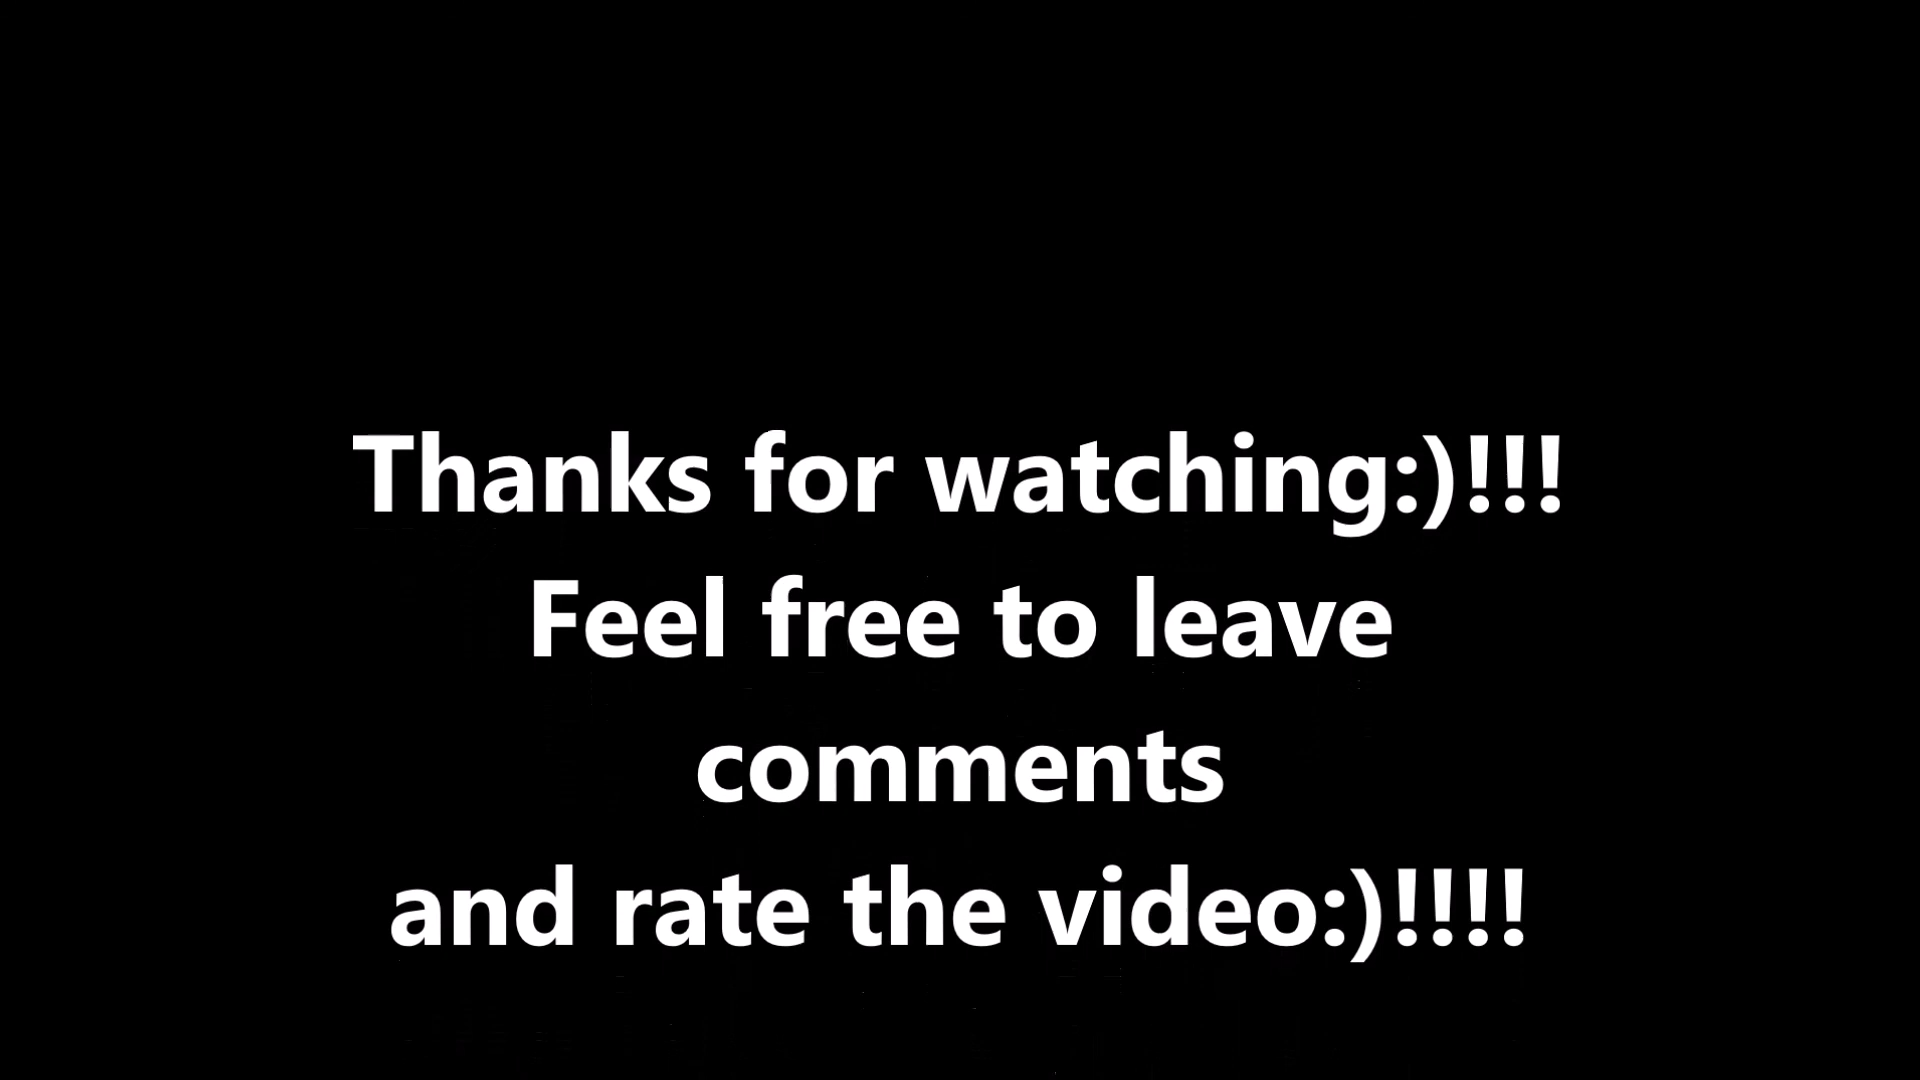 Thanks for watching:)!!!
Feel free to leave
comments
and rate the video:)!!!!